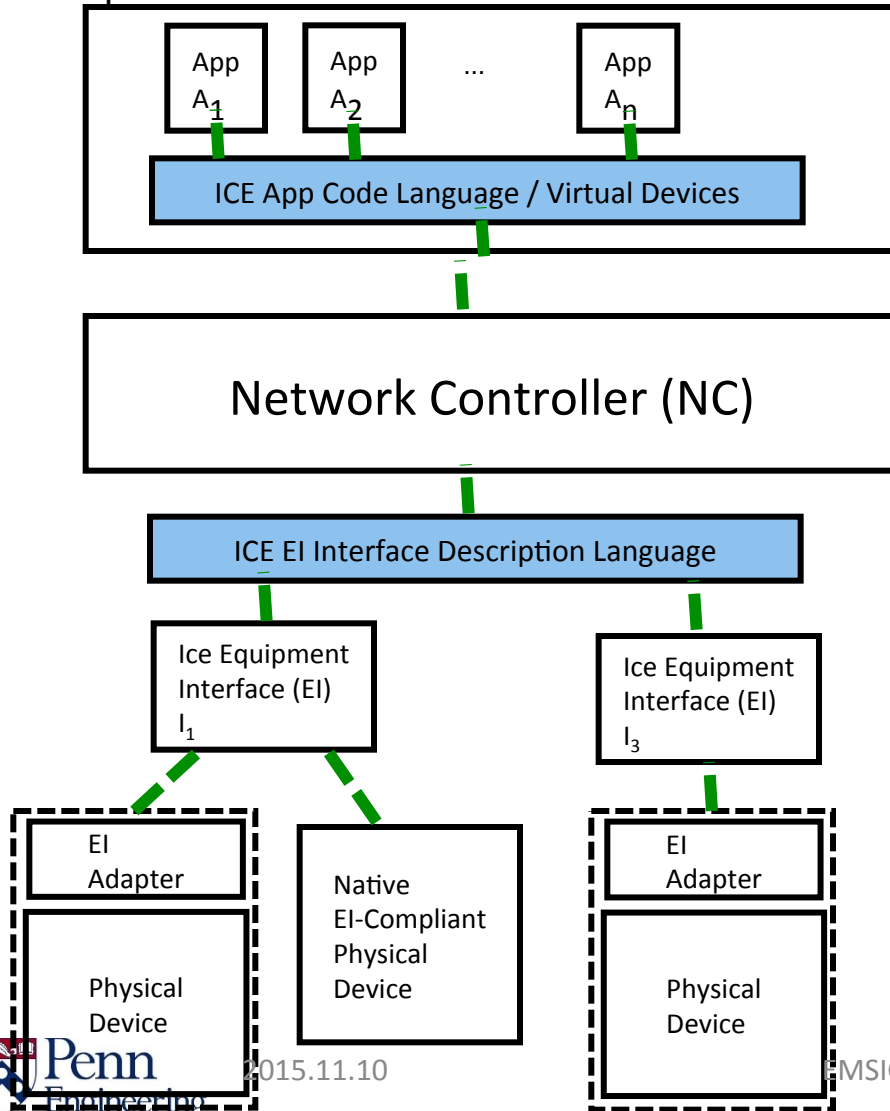 App
A1
App
A2
...
App
An
ICE App Code Language / Virtual Devices
Network Controller (NC)
ICE EI Interface Description Language
Ice Equipment
Interface (EI)
I1
Ice Equipment
Interface (EI)
I3
EI
Adapter
Physical
Device
Native
EI-Compliant
Physical
Device
EI
Adapter
Physical
Device
Penn
Engineering
2015.11.10